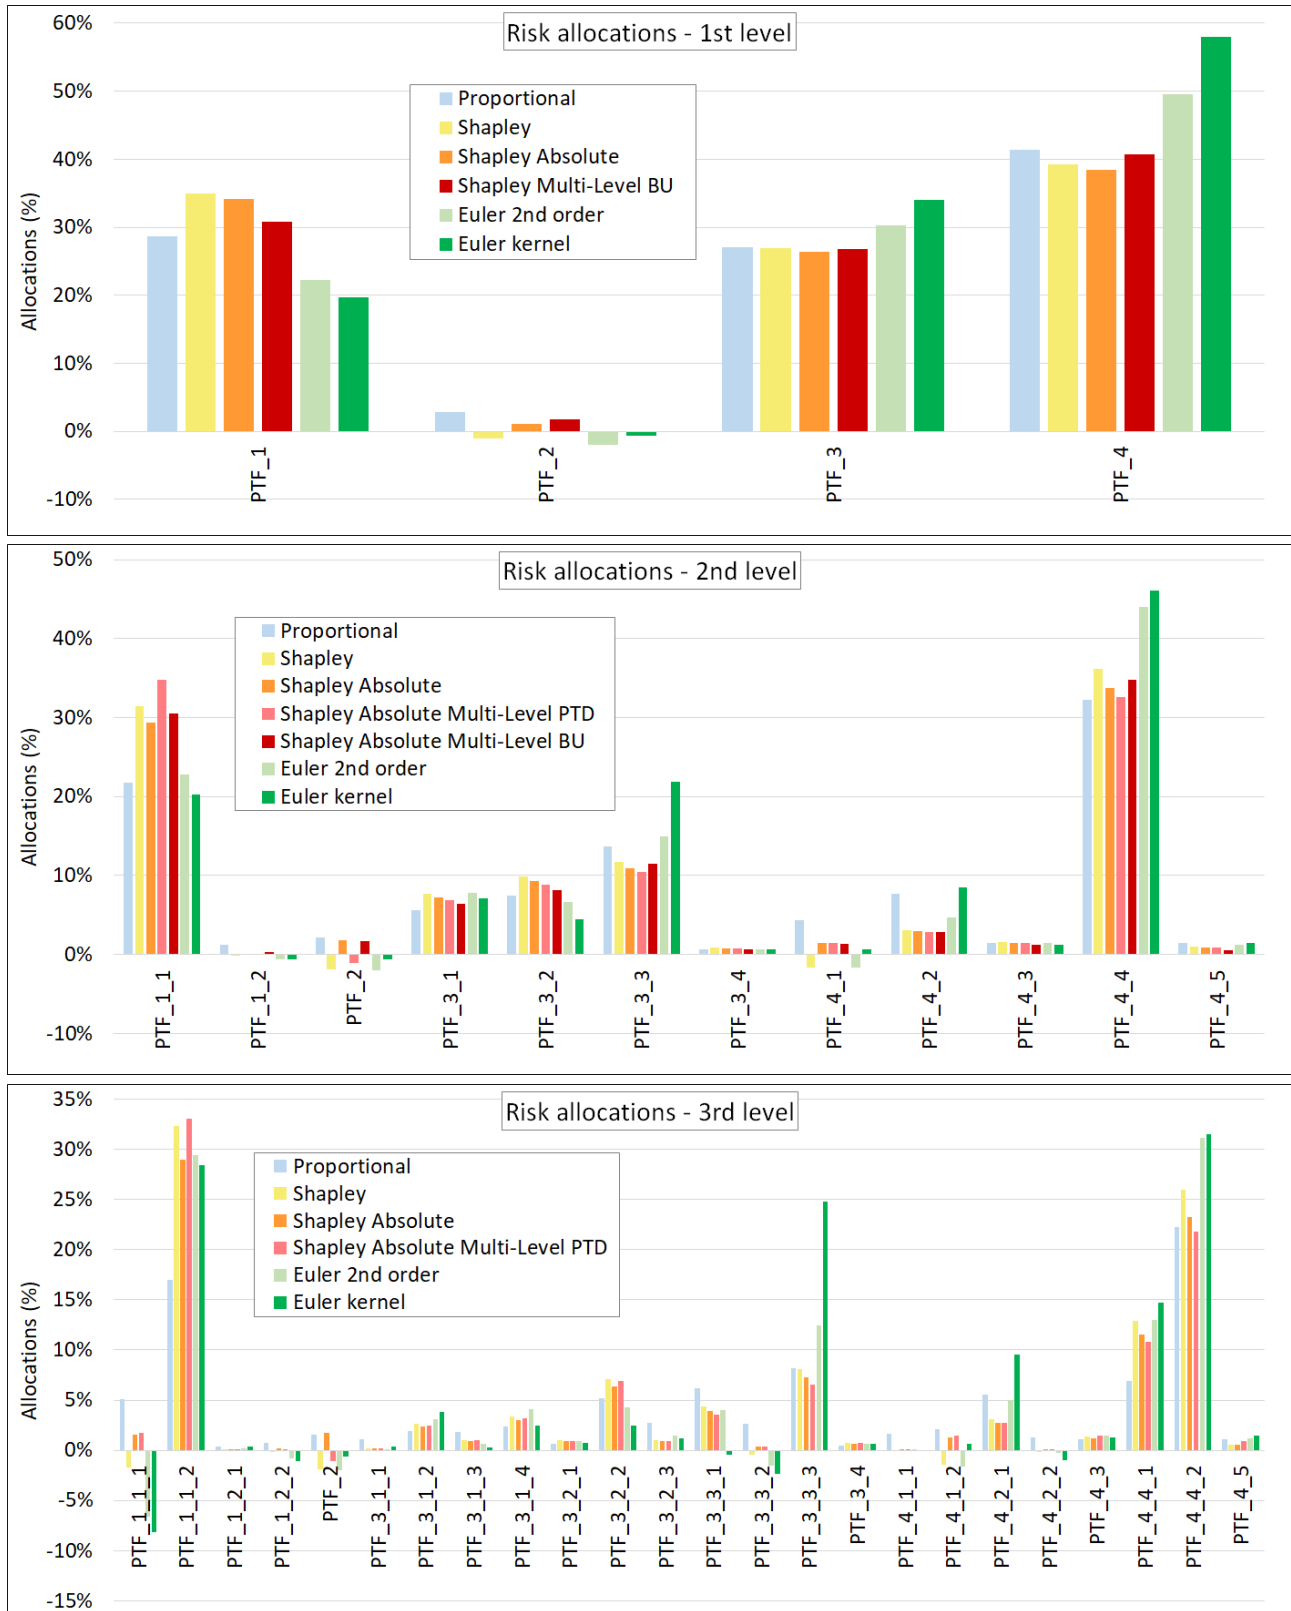 Risk allocations - 1st level
Allocations (%)
60%
50%
40%
30%
20%
10%
0%
-10%
Proportional
Shapley
Shapley Absolute
Shapley Multi-Level BU
Euler 2nd order
Euler kernel
PTF_1
PTF_2
PTF_3
PTF_4
Risk allocations - 2nd level
Allocations (%)
50%
40%
30%
20%
10%
0%
-10%
Proportional
Shapley
Shapley Absolute
Shapley Absolute Multi-Level PTD
Shapley Absolute Multi-Level BU
Euler 2nd order
Euler kernel
PTF_1_1
PTF_1_2
PTF_2
PTF_3_1
PTF_3_2
PTF_3_3
PTF_3_4
PTF_4_1
PTF_4_2
PTF_4_3
PTF_4_4
PTF_4_5
Risk allocations - 3rd level
Allocations (%)
35%
30%
25%
20%
15%
10%
5%
0%
-5%
-10%
-15%
Proportional
Shapley
Shapley Absolute
Shapley Absolute Multi-Level PTD
Euler 2nd order
Euler kernel
PTF_1_1_1
PTF_1_1_2
PTF_1_2_1
PTF_1_2_2
PTF_2
PTF_3_1_1
PTF_3_1_2
PTF_3_1_3
PTF_3_1_4
PTF_3_2_1
PTF_3_2_2
PTF_3_2_3
PTF_3_3_1
PTF_3_3_2
PTF_3_3_3
PTF_3_4
PTF_4_1_1
PTF_4_1_2
PTF_4_2_1
PTF_4_2_2
PTF_4_3
PTF_4_4_1
PTF_4_4_2
PTF_4_5